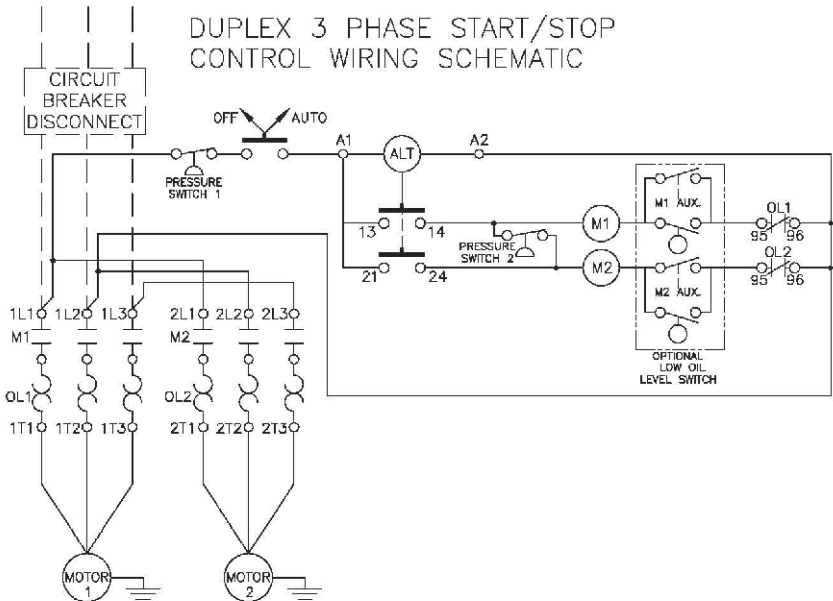 DUPLEX 3 PHASE START/STOP
CONTROL WIRING SCHEMATIC
CIRCUIT
BREAKER
DISCONNECT
OFF
AUTO
PRESSURE
SWITCH 1
A1
ALT
A2
13
14
PRESSURE
SWITCH 2
21
24
M1
M2
M1 AUX.
M2 AUX.
OL1
95
96
OL2
95
96
OPTIONAL
LOW OIL
LEVEL SWITCH
1L1
1L2
1L3
2L1
2L2
2L3
M1
M2
OL1
OL2
1T1
1T2
1T3
2T1
2T2
2T3
MOTOR
1
MOTOR
2